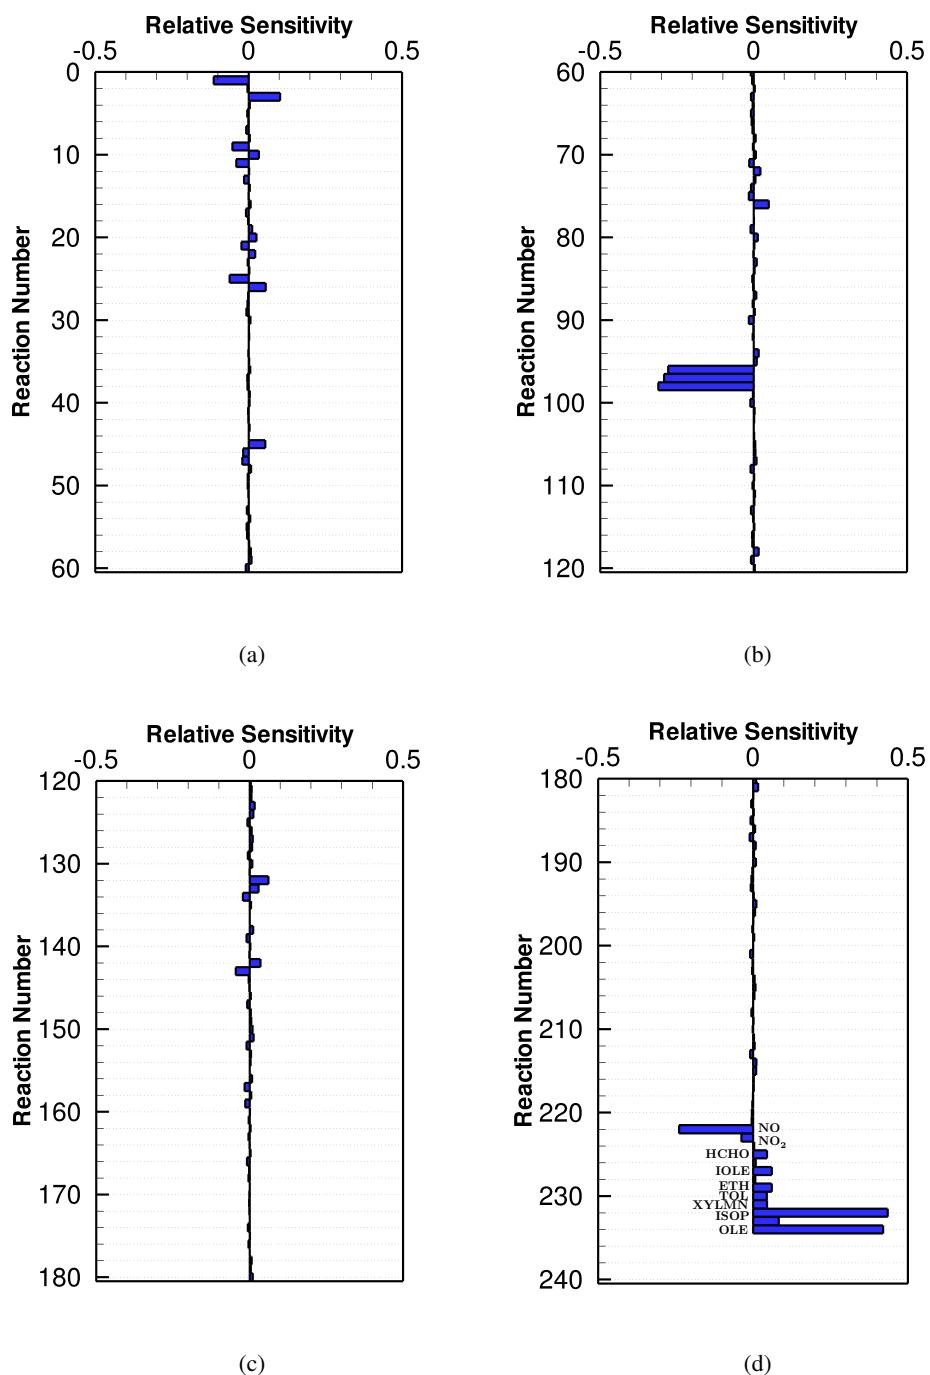 Relative Sensitivity
-0.5 0 0.5
0
10
20
30
40
50
60
Reaction Number
(a)
Relative Sensitivity
-0.5 0 0.5
60
70
80
90
100
110
120
Reaction Number
(b)
Relative Sensitivity
-0.5 0 0.5
120
130
140
150
160
170
180
Reaction Number
(c)
Relative Sensitivity
-0.5 0 0.5
180
190
200
210
220
230
240
Reaction Number
NO
NO₂
HCHO
IOLE
ETH
TOL
XYLMN
ISOP
OLE
(d)